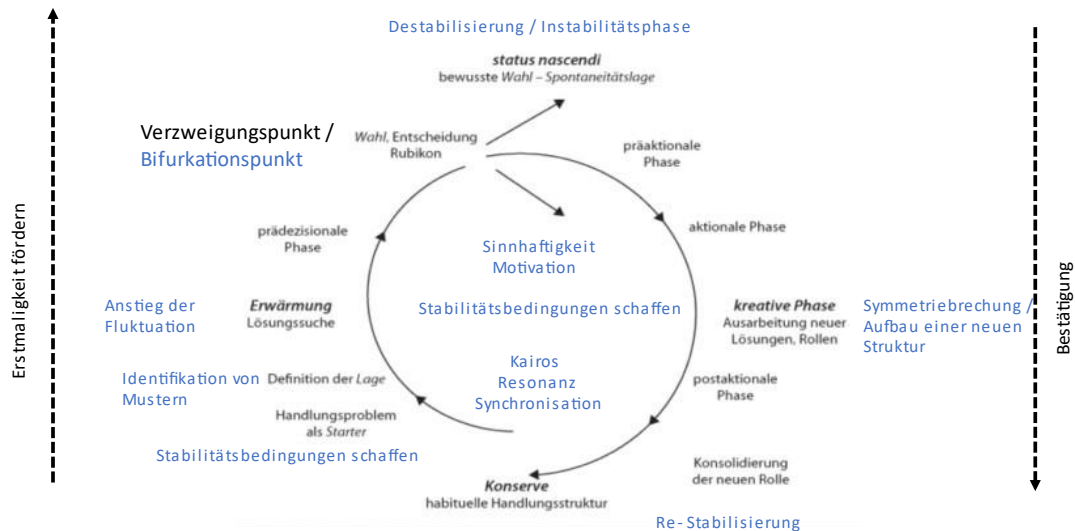 Destabilisierung / Instabilitätsphase
status nascendi
bewusste Wahl – Spontaneitätslage
Verzweigungspunkt /
Bifurkationspunkt
Wahl, Entscheidung
Rubikon
präaktionale
Phase
prädezisionale
Phase
aktionale Phase
Sinnhaftigkeit
Motivation
Erstmaligkeit fördern
Bestätigung
Anstieg der
Fluktuation
Erwärmung
Lösungssuche
Stabilitätsbedingungen schaffen
kreative Phase
Ausarbeitung neuer
Lösungen, Rollen
Symmetriebrechung /
Aufbau einer neuen
Struktur
Identifikation von
Mustern
Definition der Lage
Kairos
Resonanz
Synchronisation
postaktionale
Phase
Handlungsproblem
als Starter
Stabilitätsbedingungen schaffen
Konsolidierung
der neuen Rolle
Konserve
habituelle Handlungsstruktur
Re-Stabilisierung